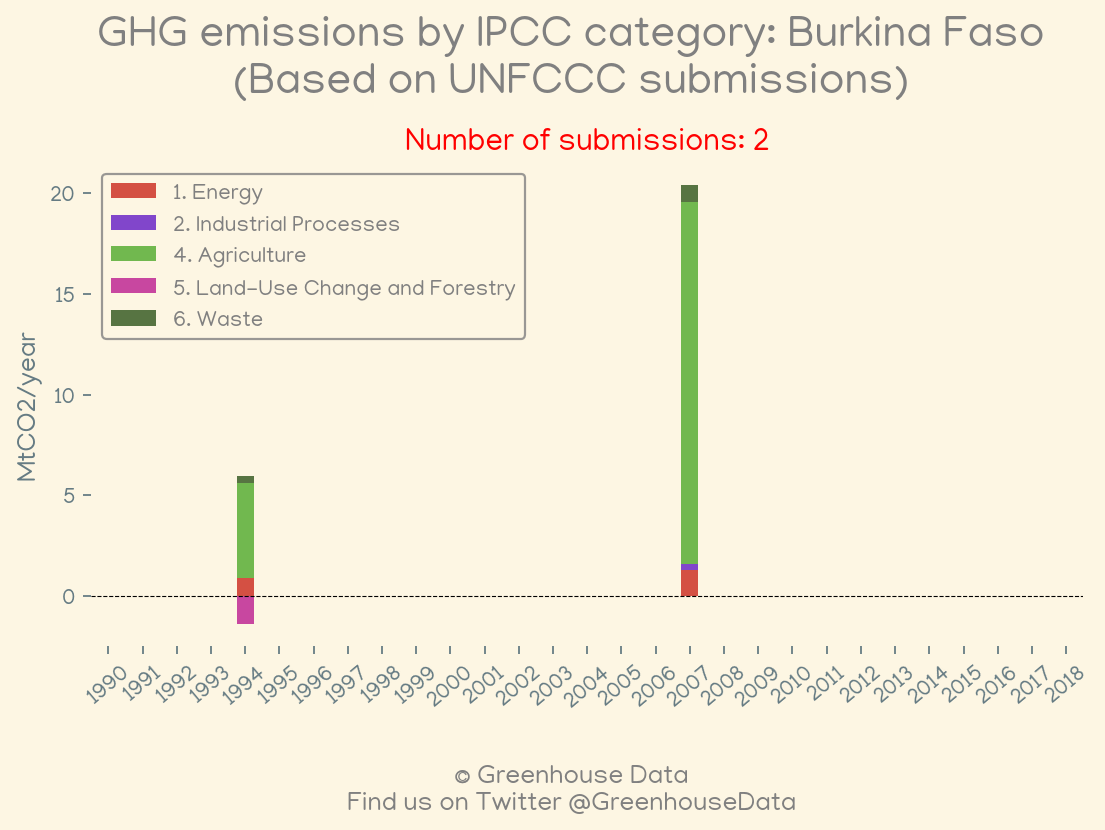 GHG emissions by IPCC category: Burkina Faso
(Based on UNFCCC submissions)
Number of submissions: 2
1. Energy
2. Industrial Processes
4. Agriculture
5. Land-Use Change and Forestry
6. Waste
MtCO2/year
20
15
10
5
0
1990 1991 1992 1993 1994 1995 1996 1997 1998 1999 2000 2001 2002 2003 2004 2005 2006 2007 2008 2009 2010 2011 2012 2013 2014 2015 2016 2017 2018
© Greenhouse Data
Find us on Twitter @GreenhouseData